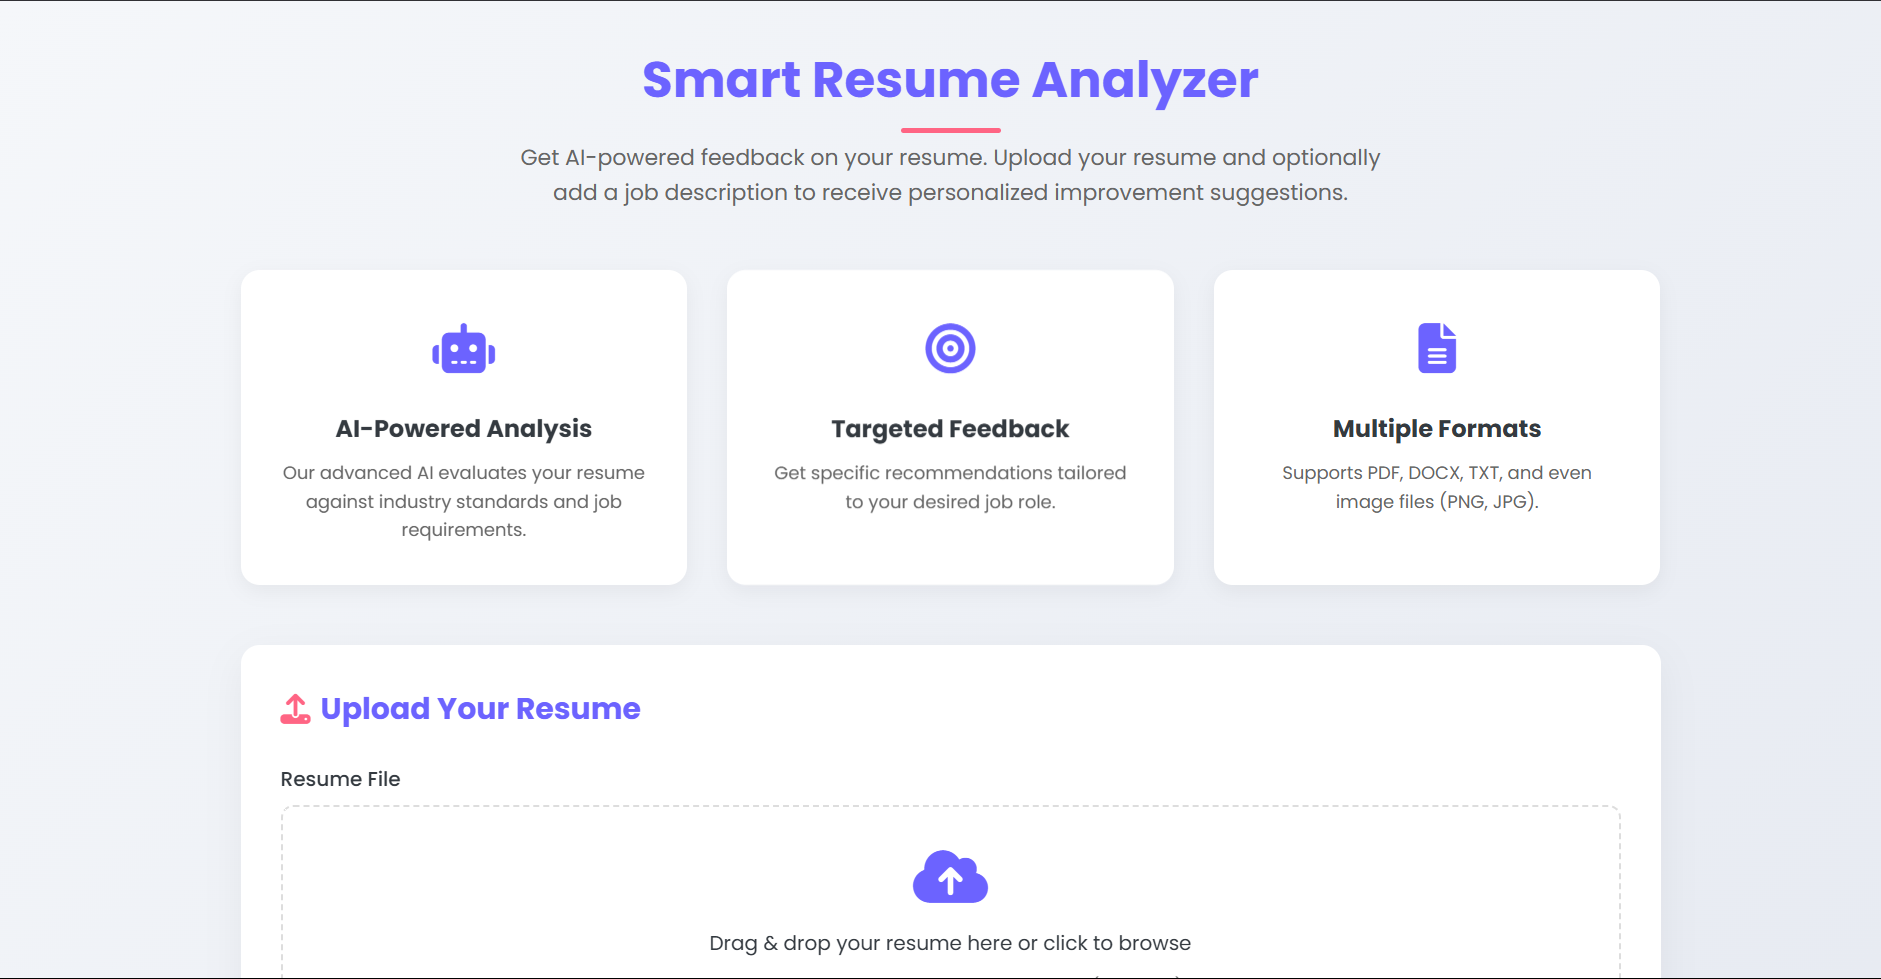 Smart Resume Analyzer
Get AI-powered feedback on your resume. Upload your resume and optionally
add a job description to receive personalized improvement suggestions.
AI-Powered Analysis
Our advanced AI evaluates your resume
against industry standards and job
requirements.
Targeted Feedback
Get specific recommendations tailored
to your desired job role.
Multiple Formats
Supports PDF, DOCX, TXT, and even
image files (PNG, JPG).
Upload Your Resume
Resume File
Drag & drop your resume here or click to browse